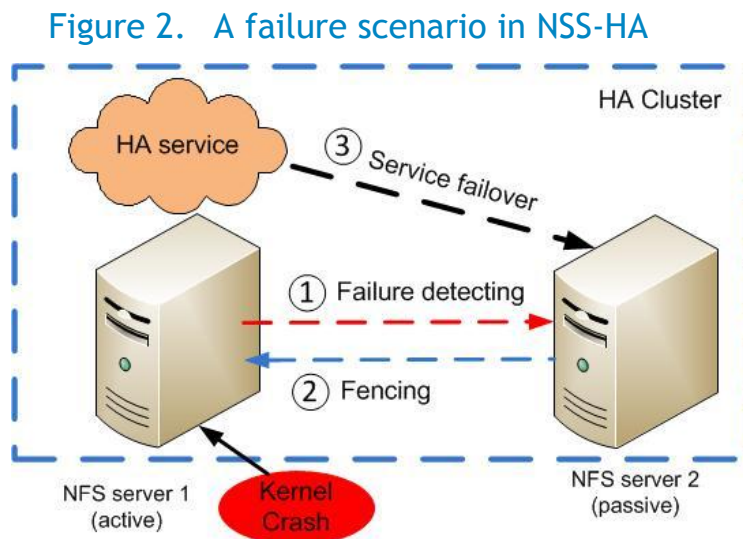 Figure 2. A failure scenario in NSS-HA
HA Cluster
HA service
3 Service failover
1 Failure detecting
2 Fencing
NFS server 1
(active)
Kernel
Crash
NFS server 2
(passive)